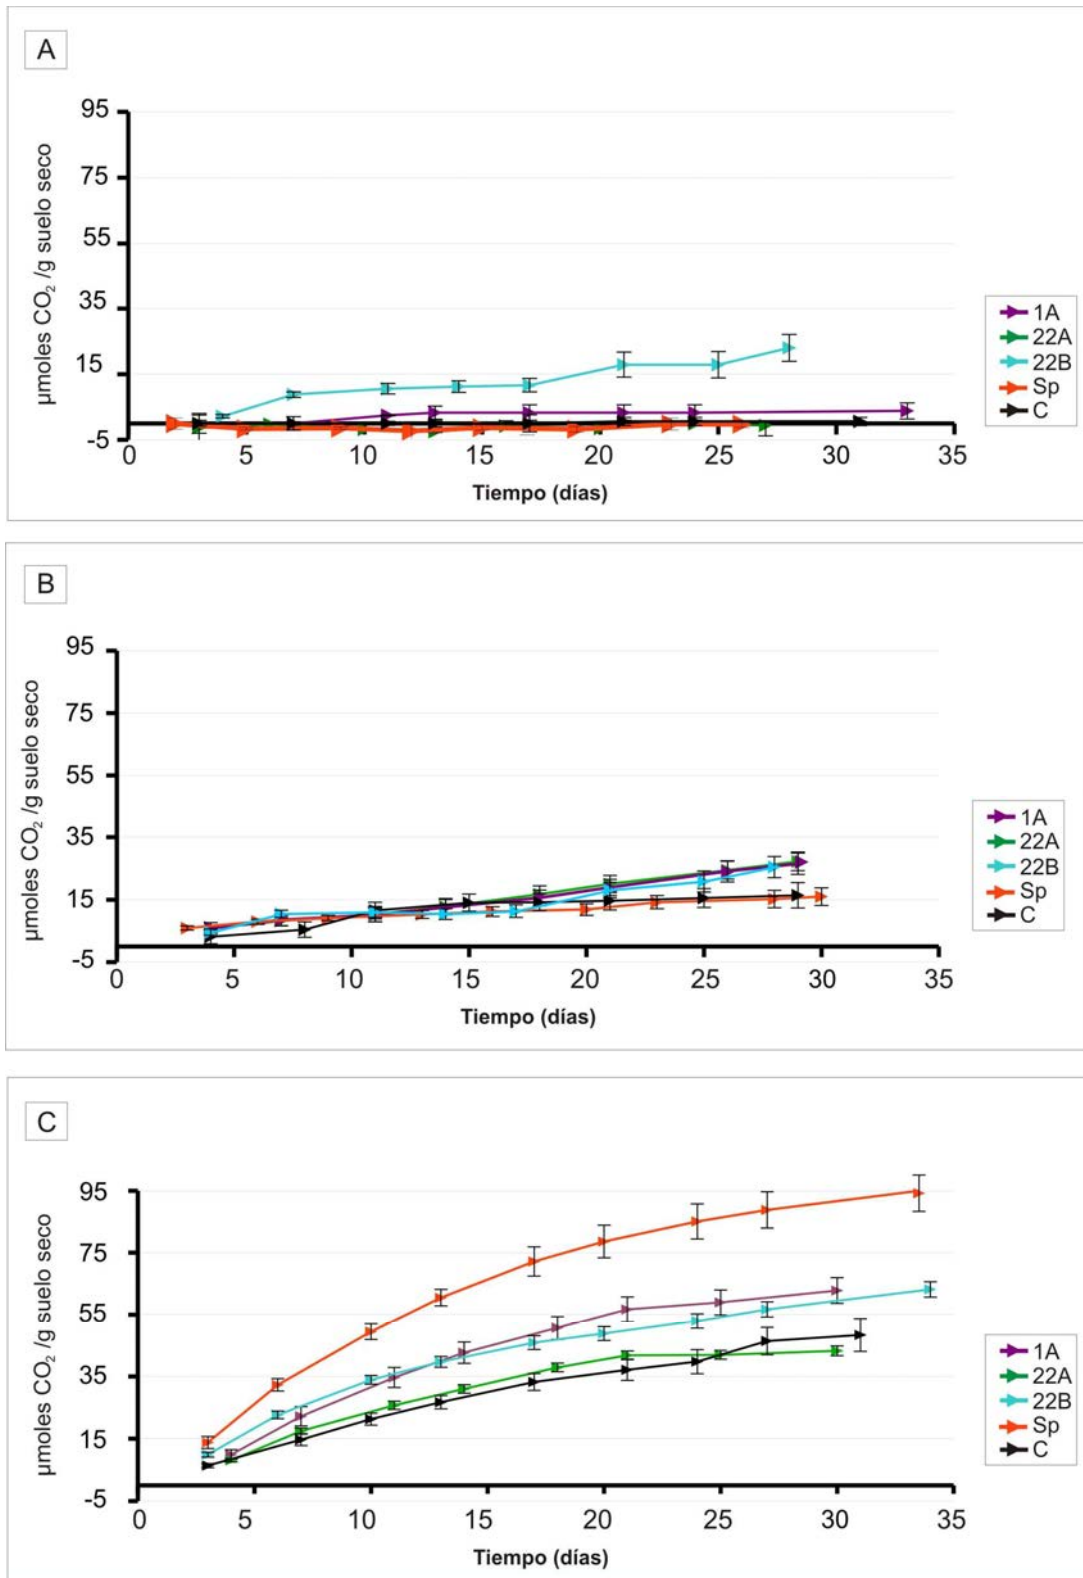 A
95
75
55
35
15
-5
0 5 10 15 20 25 30 35
µmoles CO₂ /g suelo seco
Tiempo (días)
1A
22A
22B
Sp
C
B
95
75
55
35
15
-5
0 5 10 15 20 25 30 35
µmoles CO₂ /g suelo seco
Tiempo (días)
1A
22A
22B
Sp
C
C
95
75
55
35
15
-5
0 5 10 15 20 25 30 35
µmoles CO₂ /g suelo seco
Tiempo (días)
1A
22A
22B
Sp
C